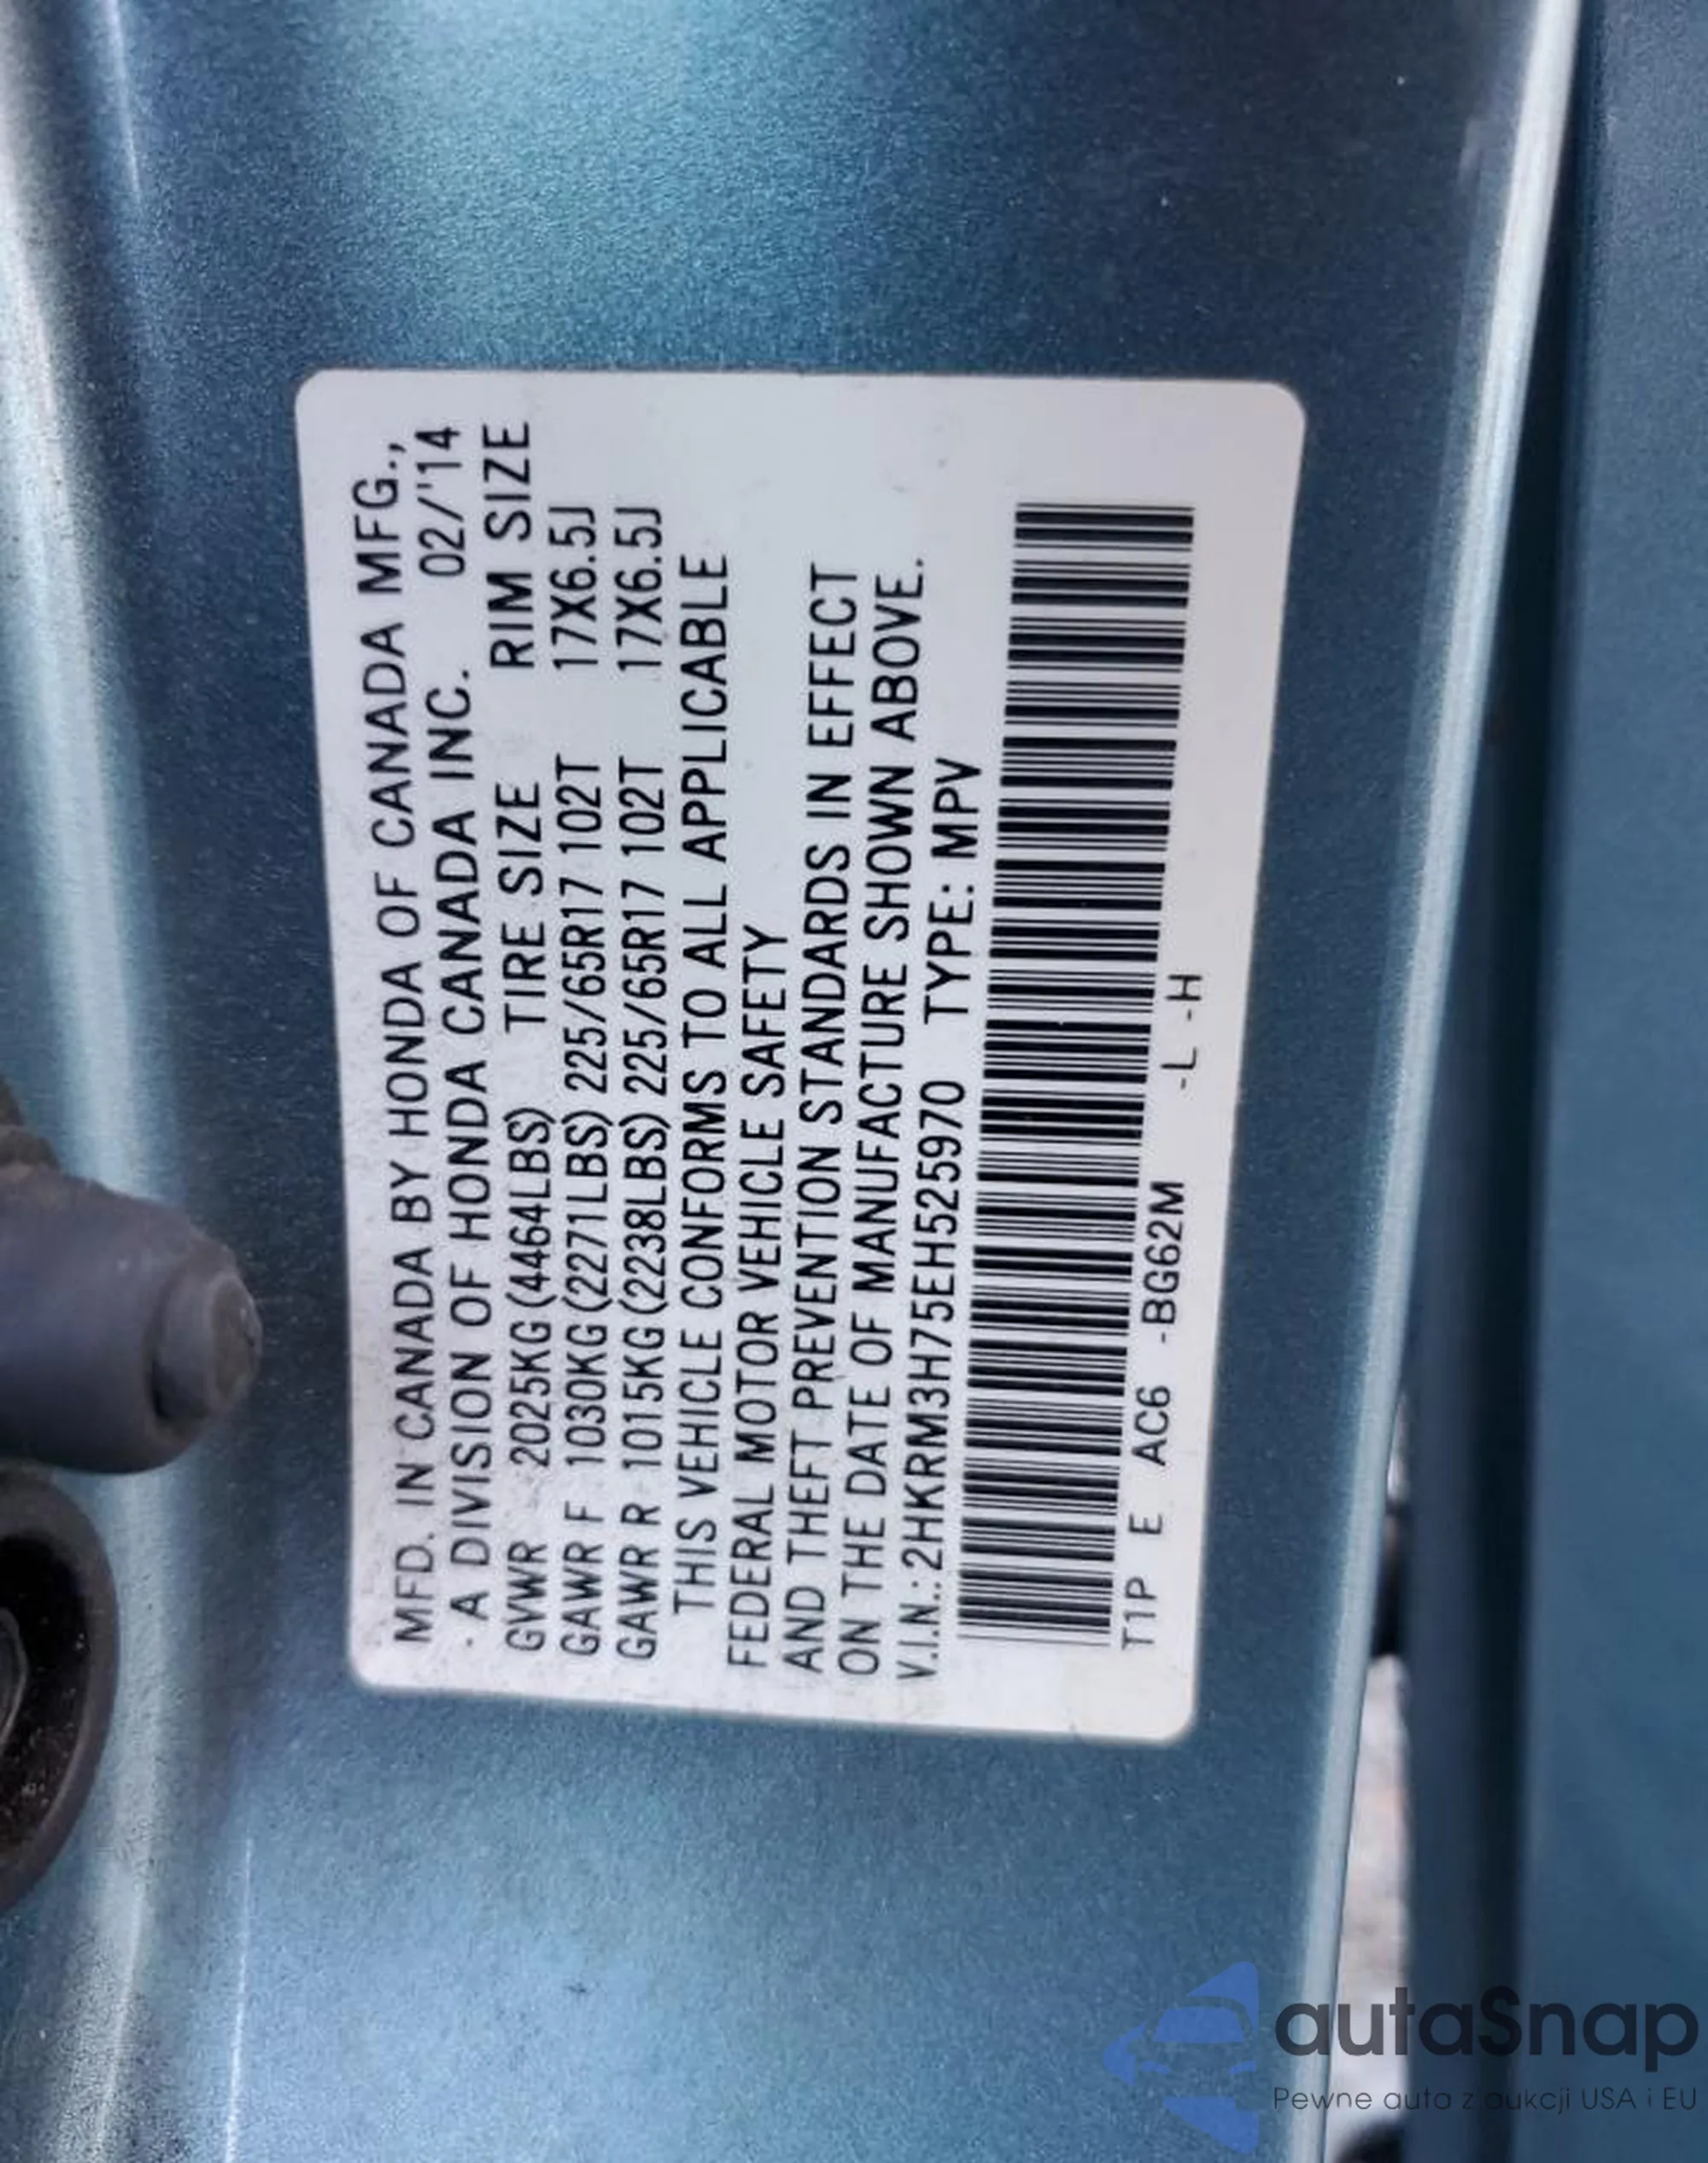 MFD. IN CANADA BY HONDA OF CANADA MFG.,
. A DIVISION OF HONDA CANADA INC. 02/'14
GVWR 2025KG(4464LBS) TIRE SIZE RIM SIZE
GAWR F 1030KG(2271LBS) 225/65R17 102T 17X6.5J
GAWR R 1015KG(2238LBS) 225/65R17 102T 17X6.5J
THIS VEHICLE CONFORMS TO ALL APPLICABLE
FEDERAL MOTOR VEHICLE SAFETY
AND THEFT PREVENTION STANDARDS IN EFFECT
ON THE DATE OF MANUFACTURE SHOWN ABOVE.
V.I.N.: 2HKRM3H75EH525970 TYPE: MPV
T1P E AC6 -BG62M -L -H
autaSnap
Pewne auta z aukcji USA i EU